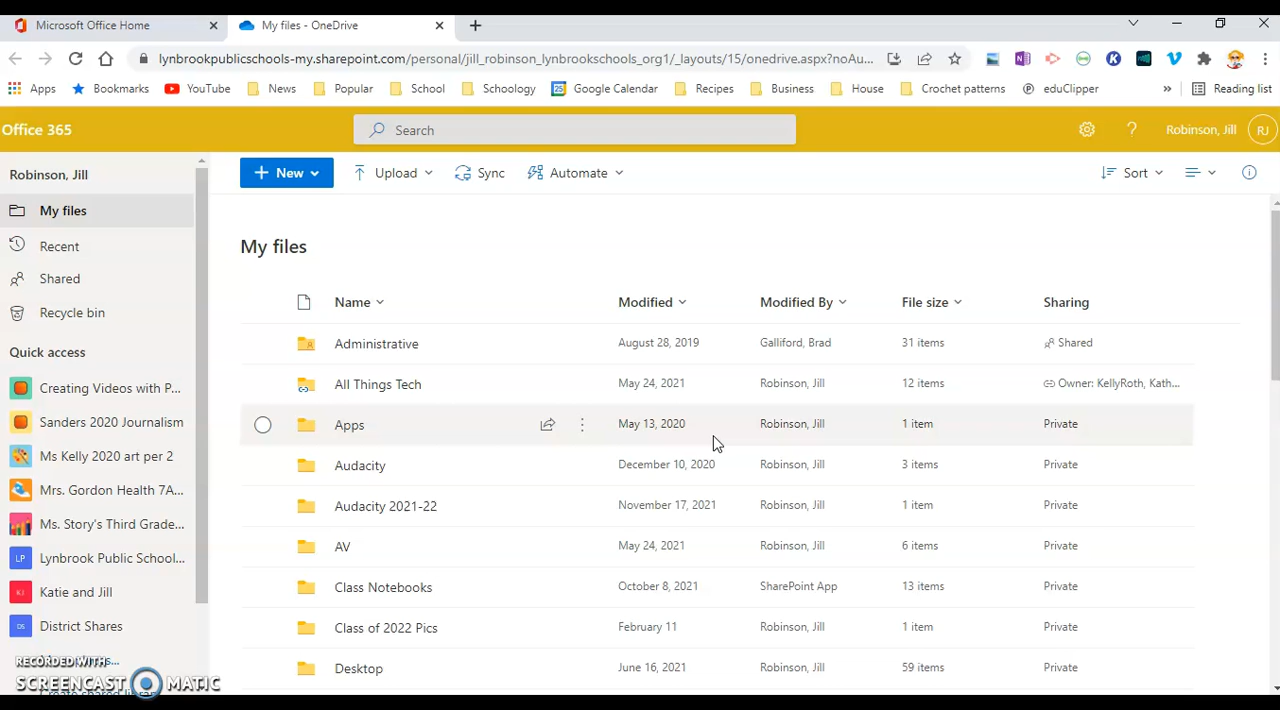 Microsoft Office Home
My files - OneDrive
lynbrookpublicschools-my.sharepoint.com/personal/jill_robinson_lynbrookschools_org1/_layouts/15/onedrive.aspx?noAu...
Apps Bookmarks YouTube News Popular School Schoology Google Calendar Recipes Business House Crochet patterns eduClipper » Reading list
Office 365 Search Robinson, Jill RJ
Robinson, Jill
My files
Recent
Shared
Recycle bin
Quick access
Creating Videos with P...
Sanders 2020 Journalism
Ms Kelly 2020 art per 2
Mrs. Gordon Health 7A...
Ms. Story's Third Grade...
LP Lynbrook Public School...
KJ Katie and Jill
DS District Shares
RECORDED WITH
SCREENCAST MATIC
+ New Upload Sync Automate Sort
My files
Name Modified Modified By File size Sharing
Administrative August 28, 2019 Galliford, Brad 31 items Shared
All Things Tech May 24, 2021 Robinson, Jill 12 items Owner: KellyRoth, Kath...
Apps May 13, 2020 Robinson, Jill 1 item Private
Audacity December 10, 2020 Robinson, Jill 3 items Private
Audacity 2021-22 November 17, 2021 Robinson, Jill 1 item Private
AV May 24, 2021 Robinson, Jill 6 items Private
Class Notebooks October 8, 2021 SharePoint App 13 items Private
Class of 2022 Pics February 11 Robinson, Jill 1 item Private
Desktop June 16, 2021 Robinson, Jill 59 items Private